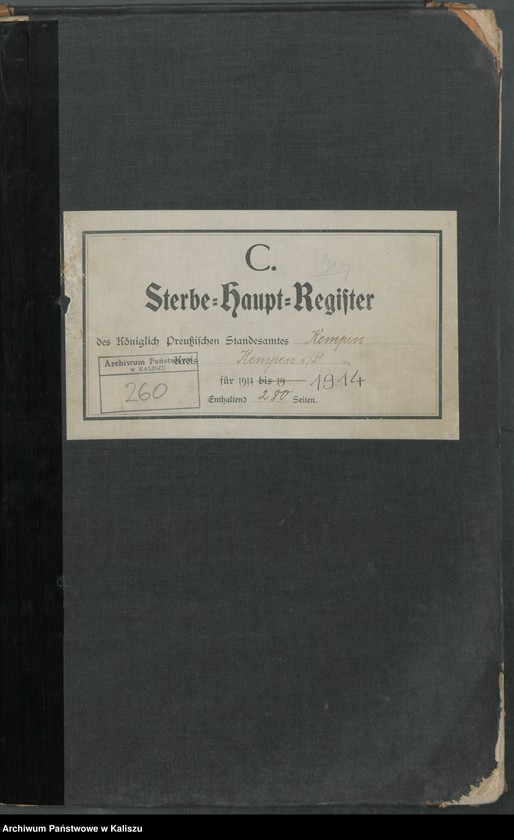 C.
Sterbe=Haupt=Register
des Königlich Preußischen Standesamtes Kempen
Kreis Kempen i/P
für 1914 bis 19 1914
Enthaltend 280 Seiten.
Archiwum Państwowe
w KALISZU
260
Archiwum Państwowe w Kaliszu